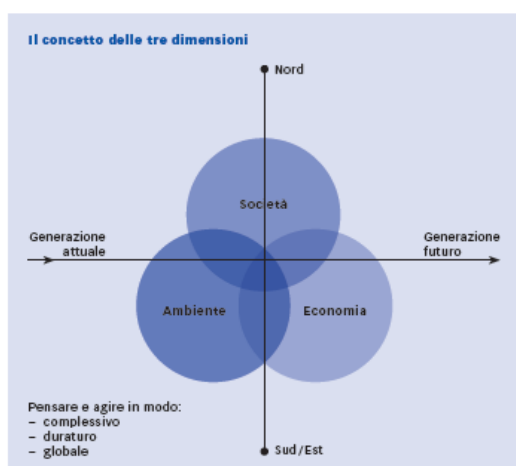 Il concetto delle tre dimensioni
Nord
Società
Generazione
attuale
Generazione
futuro
Ambiente
Economia
Pensare e agire in modo:
– complessivo
– duraturo
– globale
Sud/Est